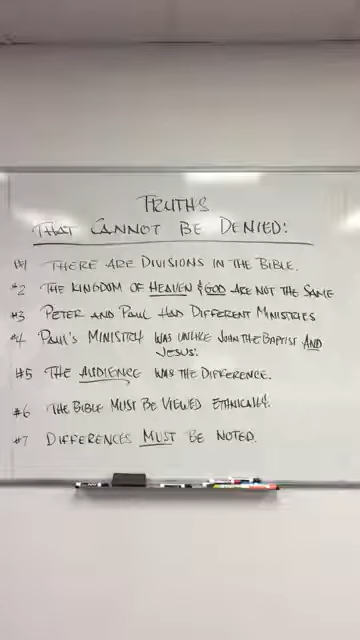 TRUTHS
THAT CANNOT BE DENIED:
#1 THERE ARE DIVISIONS IN THE BIBLE.
#2 THE KINGDOM OF HEAVEN & GOD ARE NOT THE SAME
#3 PETER AND PAUL HAD DIFFERENT MINISTRIES
#4 PAUL'S MINISTRY WAS UNLIKE JOHN THE BAPTIST AND
JESUS.
#5 THE AUDIENCE WAS THE DIFFERENCE.
#6 THE BIBLE MUST BE VIEWED ETHNICALLY.
#7 DIFFERENCES MUST BE NOTED.